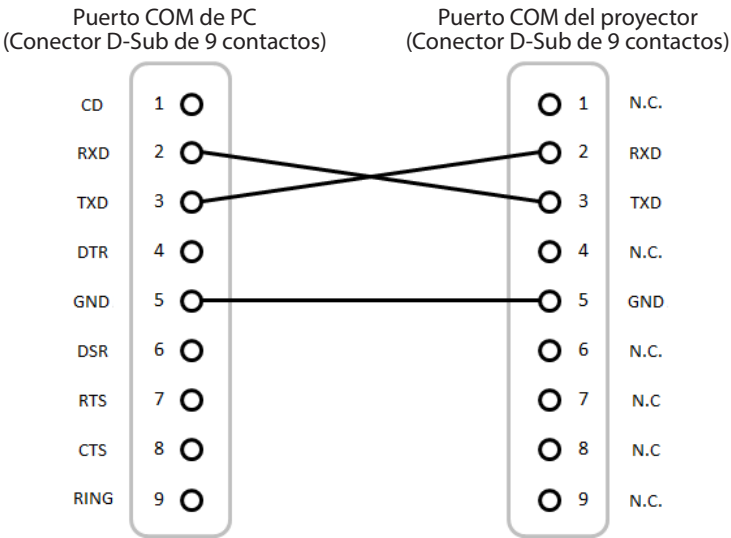 Puerto COM de PC
(Conector D-Sub de 9 contactos)
Puerto COM del proyector
(Conector D-Sub de 9 contactos)
CD 1 1 N.C.
RXD 2 2 RXD
TXD 3 3 TXD
DTR 4 4 N.C.
GND 5 5 GND
DSR 6 6 N.C.
RTS 7 7 N.C
CTS 8 8 N.C
RING 9 9 N.C.